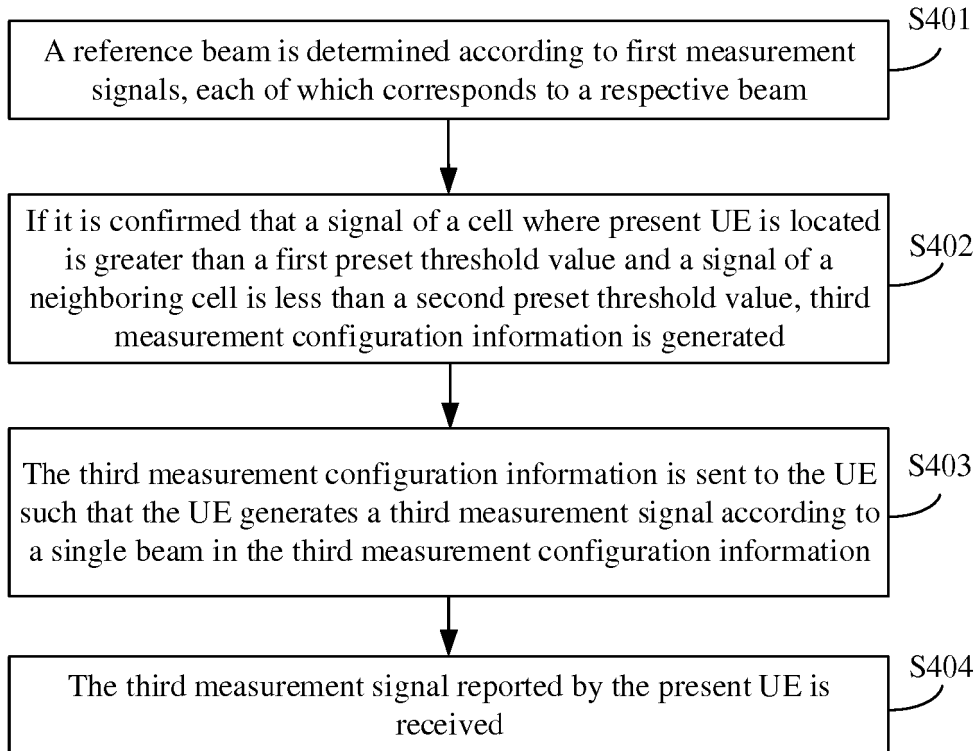 S401
A reference beam is determined according to first measurement
signals, each of which corresponds to a respective beam
S402
If it is confirmed that a signal of a cell where present UE is located
is greater than a first preset threshold value and a signal of a
neighboring cell is less than a second preset threshold value, third
measurement configuration information is generated
S403
The third measurement configuration information is sent to the UE
such that the UE generates a third measurement signal according to
a single beam in the third measurement configuration information
S404
The third measurement signal reported by the present UE is
received